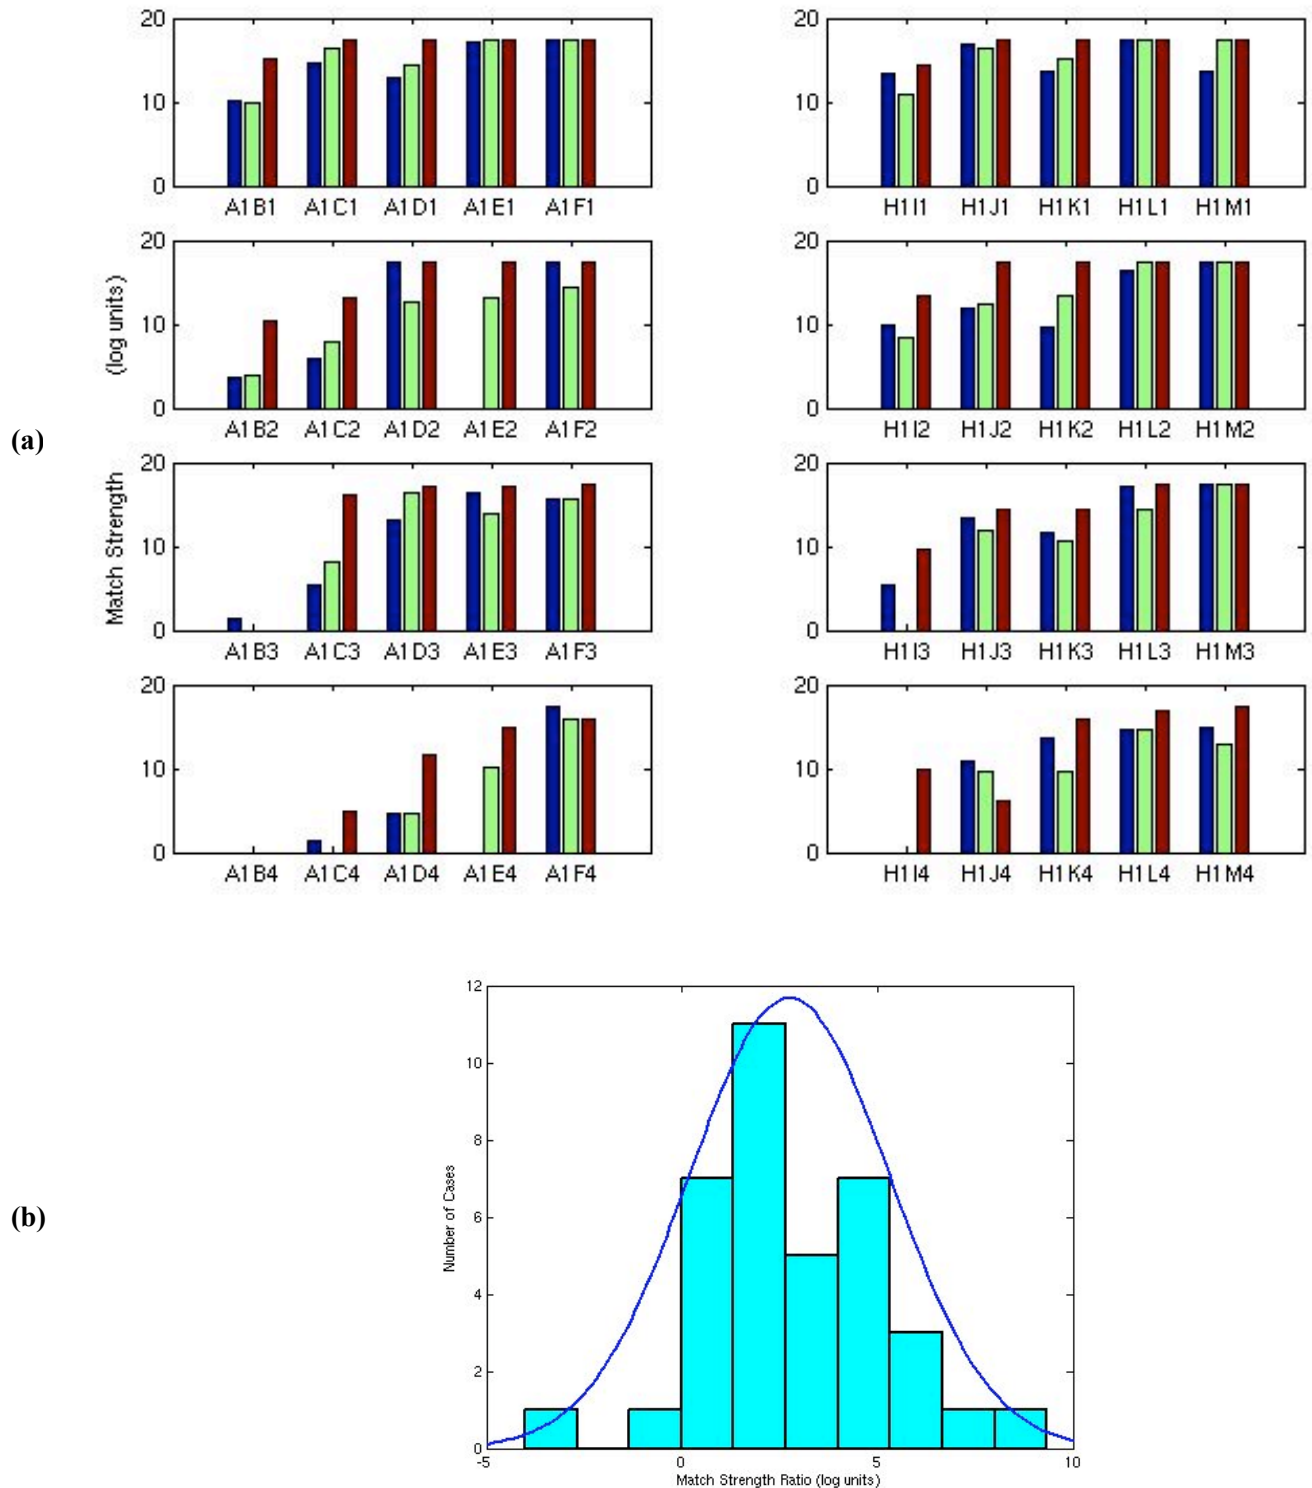 20
10
0
A1B1 A1C1 A1D1 A1E1 A1F1
20
10
0
H1I1 H1J1 H1K1 H1L1 H1M1
(a)
Match Strength (log units)
20
10
0
A1B2 A1C2 A1D2 A1E2 A1F2
20
10
0
H1I2 H1J2 H1K2 H1L2 H1M2
20
10
0
A1B3 A1C3 A1D3 A1E3 A1F3
20
10
0
H1I3 H1J3 H1K3 H1L3 H1M3
20
10
0
A1B4 A1C4 A1D4 A1E4 A1F4
20
10
0
H1I4 H1J4 H1K4 H1L4 H1M4
(b)
Number of Cases
12
10
8
6
4
2
0
-5 0 5 10
Match Strength Ratio (log units)